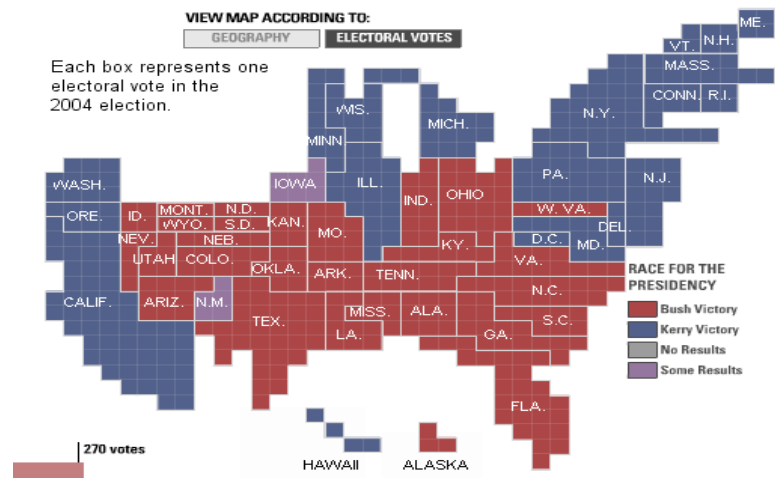 VIEW MAP ACCORDING TO:
GEOGRAPHY
ELECTORAL VOTES
Each box represents one
electoral vote in the
2004 election.
ME.
VT.
N.H.
MASS.
CONN.
R.I.
N.Y.
WIS.
MICH.
MINN
PA.
N.J.
WASH.
IOWA
ILL.
IND.
OHIO
ORE.
ID.
MONT.
N.D.
KAN.
MO.
W. VA.
WYO.
S.D.
DEL.
NEV.
NEB.
KY.
D.C.
MD.
UTAH
COLO.
OKLA.
VA.
ARK.
TENN.
N.C.
CALIF.
ARIZ.
N.M.
TEX.
MISS.
ALA.
S.C.
LA.
GA.
FLA.
RACE FOR THE
PRESIDENCY
Bush Victory
Kerry Victory
No Results
Some Results
270 votes
HAWAII
ALASKA